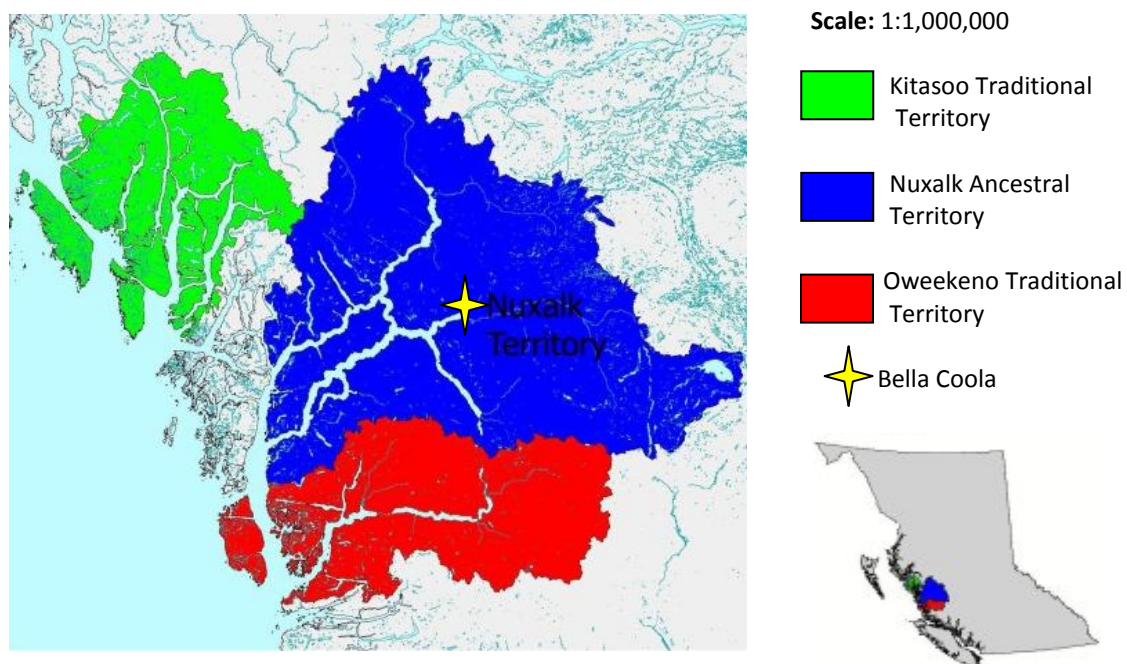 Scale: 1:1,000,000
Kitasoo Traditional
Territory
Nuxalk Ancestral
Territory
Oweekeno Traditional
Territory
Bella Coola
Nuxalk
Territory